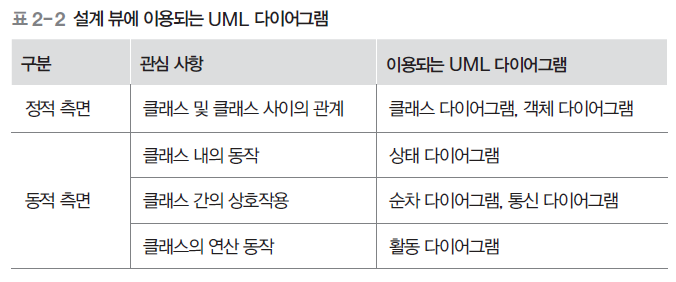 표 2-2 설계 뷰에 이용되는 UML 다이어그램
구분 관심 사항 이용되는 UML 다이어그램
정적 측면 클래스 및 클래스 사이의 관계 클래스 다이어그램, 객체 다이어그램
클래스 내의 동작 상태 다이어그램
동적 측면 클래스 간의 상호작용 순차 다이어그램, 통신 다이어그램
클래스의 연산 동작 활동 다이어그램